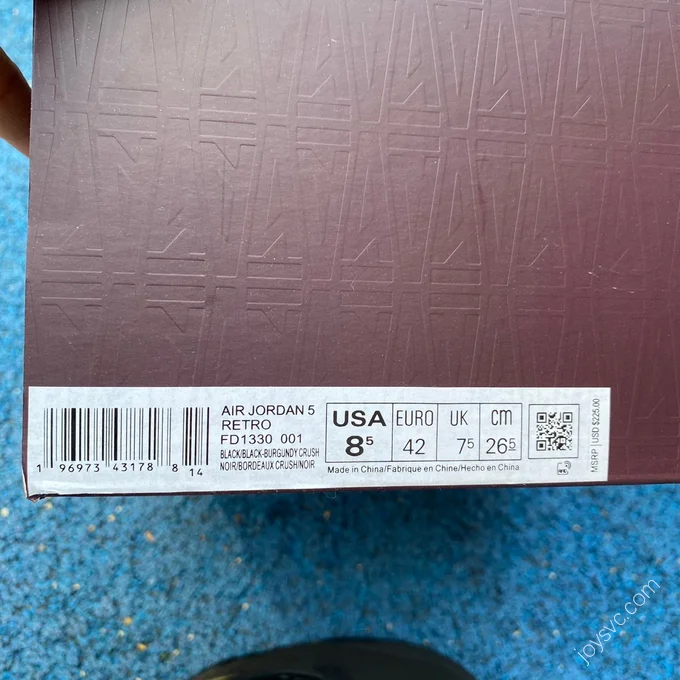 AIR JORDAN 5
RETRO
FD1330 001
BLACK/BLACK-BURGUNDY CRUSH
NOIR/BORDEAUX CRUSH/NOIR
1 96973 43178 8 14
USA EURO UK cm
8⁵ 42 7⁵ 26⁵
Made in China/Fabrique en Chine/Hecho en China
MSRP | USD $225.00
joysvc.com